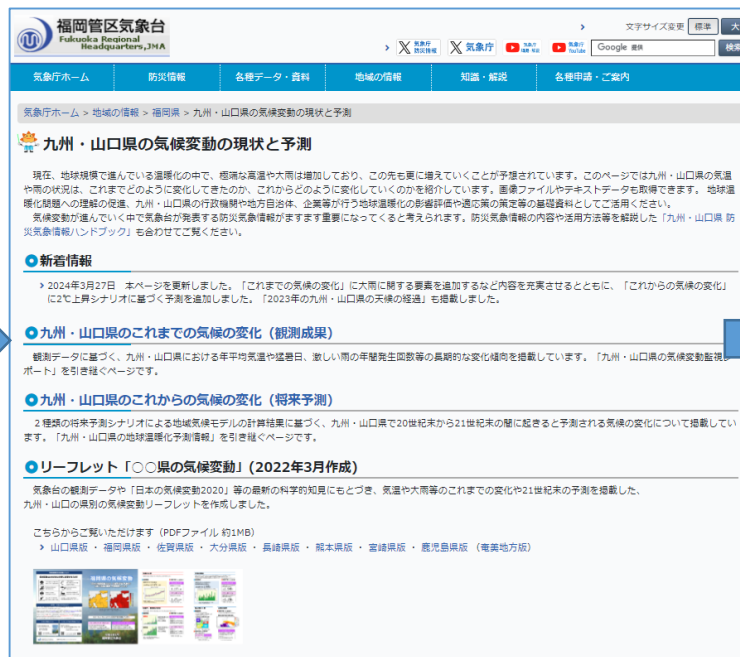 福岡管区気象台
Fukuoka Regional
Headquarters,JMA
文字サイズ変更 標準 大
気象庁 防災情報 気象庁 気象庁 気象庁 YouTube Google 検索
気象庁ホーム 防災情報 各種データ・資料 地域の情報 知識・解説 各種申請・ご案内
気象庁ホーム > 地域の情報 > 福岡県 > 九州・山口県の気候変動の現状と予測
九州・山口県の気候変動の現状と予測
現在、地球規模で進んでいる温暖化の中で、極端な高温や大雨は増加しており、この先も更に増えていくことが予想されています。このページでは九州・山口県の気温
や雨の状況は、これまでどのように変化してきたのか、これからどのように変化していくのかを紹介しています。画像ファイルやテキストデータも取得できます。 地球温
暖化問題への理解の促進、九州・山口県の行政機関や地方自治体、企業等が行う地球温暖化の影響評価や適応策の策定等の基礎資料としてご活用ください。
気候変動が進んでいく中で気象台が発表する防災気象情報がますます重要になってくると考えられます。防災気象情報の内容や活用方法等を解説した「九州・山口県 防
災気象情報ハンドブック」も合わせてご覧ください。
新着情報
2024年3月27日 本ページを更新しました。「これまでの気候の変化」に大雨に関する要素を追加するなど内容を充実させるとともに、「これからの気候の変化」
に2℃上昇シナリオに基づく予測を追加しました。「2023年の九州・山口県の天候の経過」も掲載しました。
九州・山口県のこれまでの気候の変化（観測成果）
観測データに基づく、九州・山口県における年平均気温や猛暑日、激しい雨の年間発生回数等の長期的な変化傾向を掲載しています。「九州・山口県の気候変動監視レ
ポート」を引き継ぐページです。
九州・山口県のこれからの気候の変化（将来予測）
２種類の将来予測シナリオによる地域気候モデルの計算結果に基づく、九州・山口県で20世紀末から21世紀末の間に起きると予測される気候の変化について掲載してい
ます。「九州・山口県の地球温暖化予測情報」を引き継ぐページです。
リーフレット「○○県の気候変動」（2022年3月作成）
気象台の観測データや「日本の気候変動2020」等の最新の科学的知見にもとづき、気温や大雨等のこれまでの変化や21世紀末の予測を掲載した、
九州・山口の県別の気候変動リーフレットを作成しました。
こちらからご覧いただけます（PDFファイル 約1MB）
山口県版 ・ 福岡県版 ・ 佐賀県版 ・ 大分県版 ・ 長崎県版 ・ 熊本県版 ・ 宮崎県版 ・ 鹿児島県版 （奄美地方版）
福岡県の気候変動